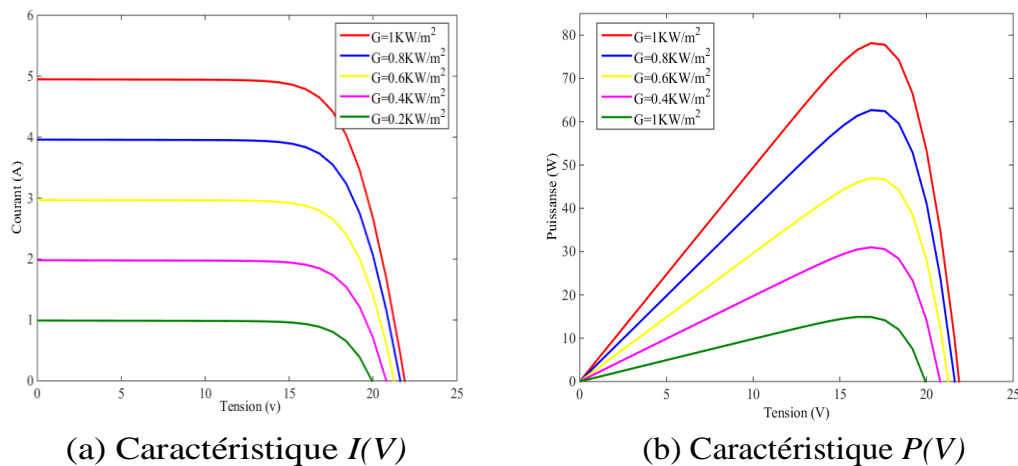 6
5
4
3
2
1
0
Courant (A)
0 5 10 15 20 25
Tension (v)
G=1KW/m²
G=0.8KW/m²
G=0.6KW/m²
G=0.4KW/m²
G=0.2KW/m²
(a) Caractéristique I(V)
80
70
60
50
40
30
20
10
0
Puissanse (W)
0 5 10 15 20 25
Tension (V)
G=1KW/m²
G=0.8KW/m²
G=0.6KW/m²
G=0.4KW/m²
G=1KW/m²
(b) Caractéristique P(V)